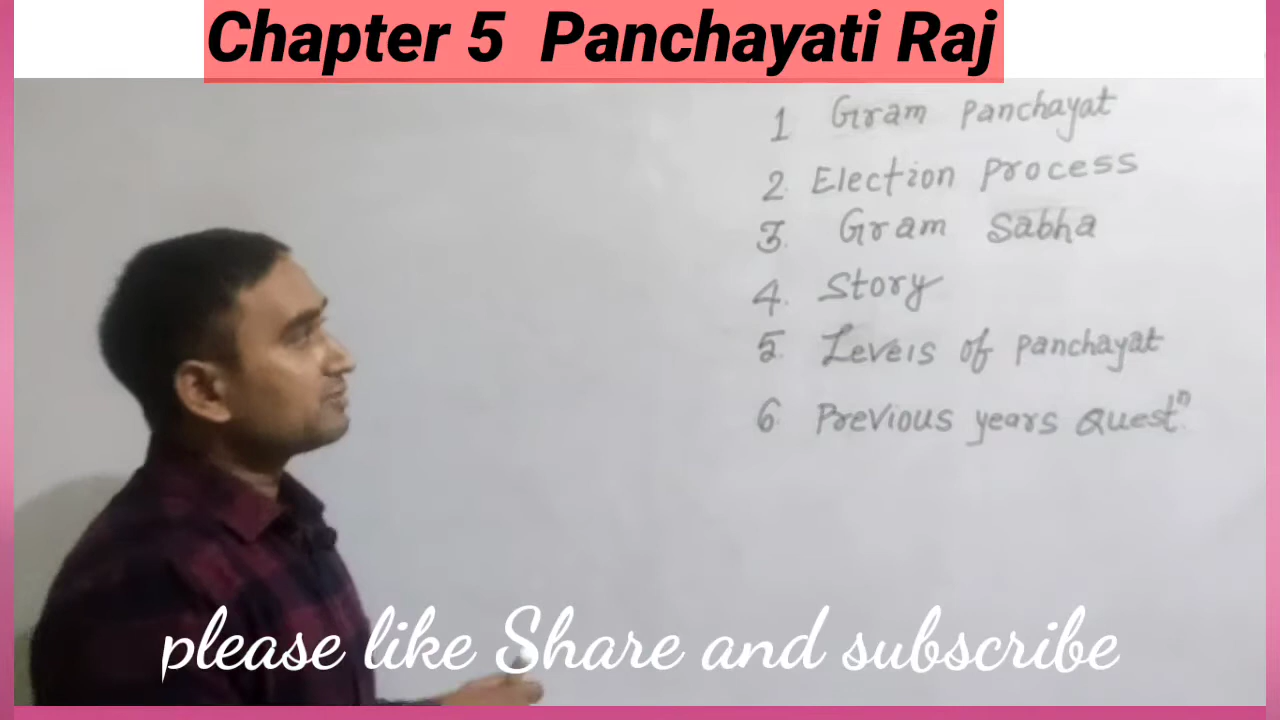 Chapter 5 Panchayati Raj
1 Gram panchayat
2. Election process
3. Gram Sabha
4. Story
5. Levels of panchayat
6. Previous years Questⁿ.
please like Share and subscribe